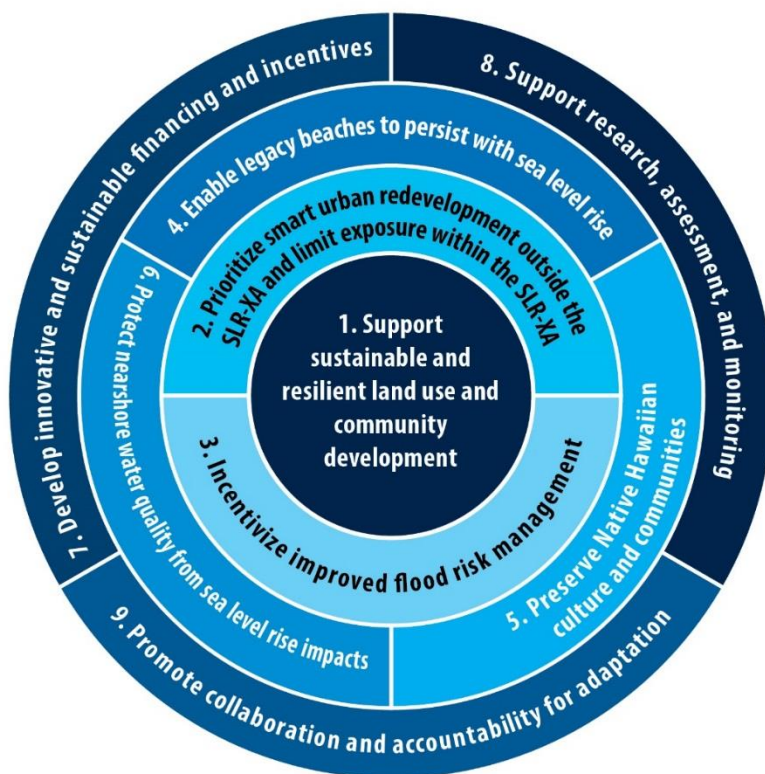 1. Support
sustainable and
resilient land use and
community
development
2. Prioritize smart urban redevelopment outside the
SLR-XA and limit exposure within the SLR-XA
3. Incentivize improved flood risk management
4. Enable legacy beaches to persist with sea level rise
5. Preserve Native Hawaiian
culture and communities
6. Protect nearshore water quality from sea level rise impacts
7. Develop innovative and sustainable financing and incentives
8. Support research, assessment, and monitoring
9. Promote collaboration and accountability for adaptation